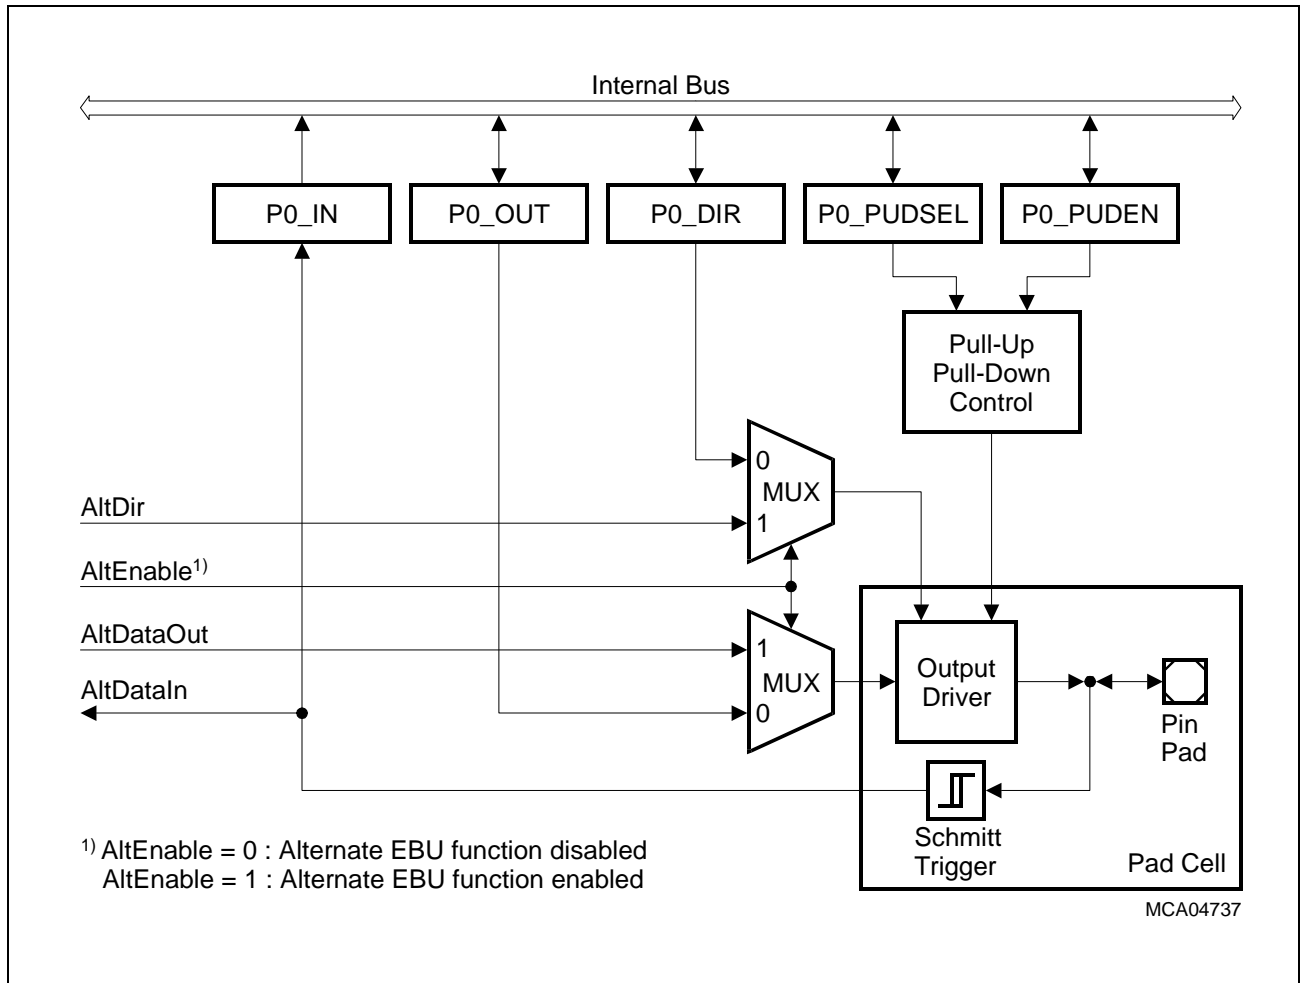 Internal Bus
P0_IN
P0_OUT
P0_DIR
P0_PUDSEL
P0_PUDEN
Pull-Up
Pull-Down
Control
0
MUX
1
AltDir
AltEnable1)
AltDataOut
AltDataIn
1
MUX
0
Output
Driver
Pin
Pad
Schmitt
Trigger
Pad Cell
1) AltEnable = 0 : Alternate EBU function disabled
AltEnable = 1 : Alternate EBU function enabled
MCA04737